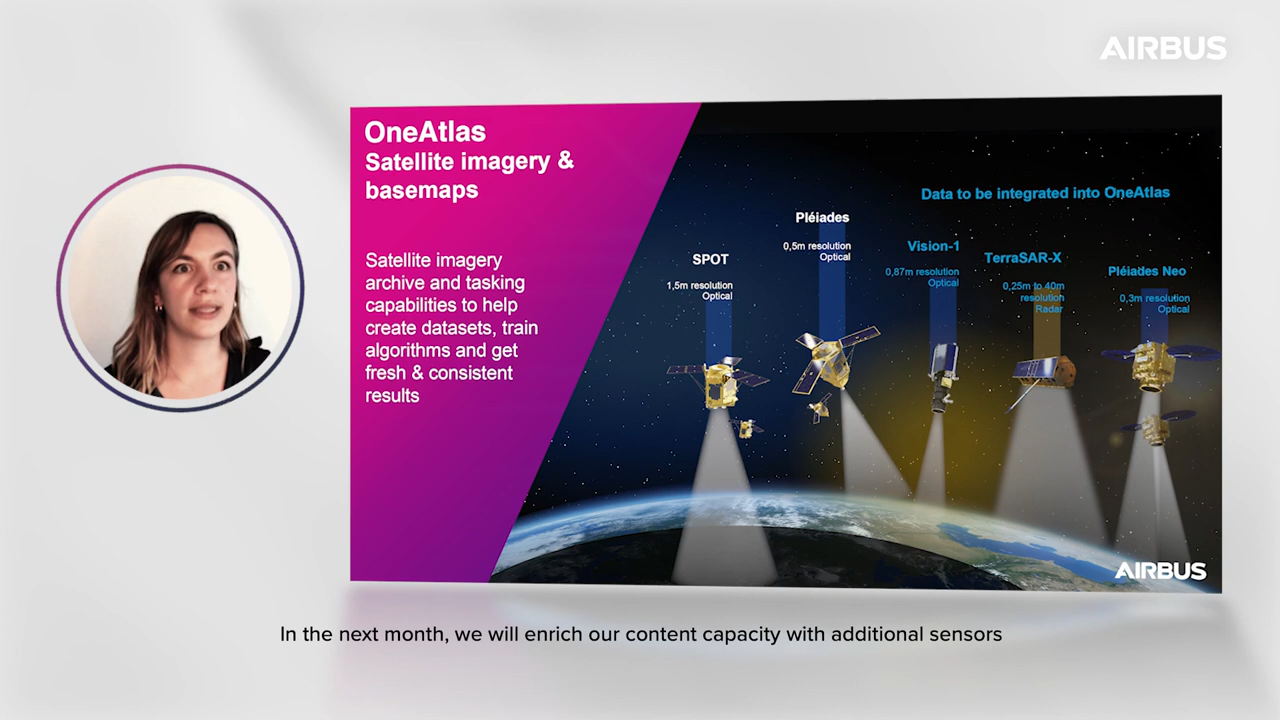 AIRBUS
OneAtlas
Satellite imagery &
basemaps
Satellite imagery
archive and tasking
capabilities to help
create datasets, train
algorithms and get
fresh & consistent
results
Data to be integrated into OneAtlas
SPOT
1,5m resolution
Optical
Pléiades
0,5m resolution
Optical
Vision-1
0,87m resolution
Optical
TerraSAR-X
0,25m to 40m
resolution
Radar
Pléiades Neo
0,3m resolution
Optical
AIRBUS
In the next month, we will enrich our content capacity with additional sensors